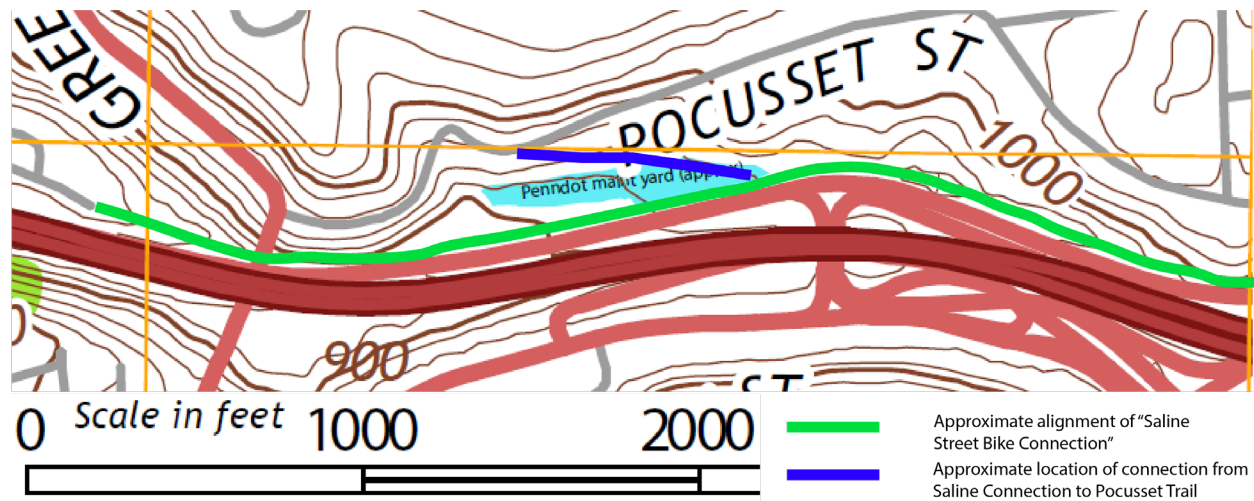 GREE
POCUSSET ST
1000
Penndot maint yard (approx)
900
0
ST
Scale in feet
0 1000 2000
Approximate alignment of "Saline
Street Bike Connection"
Approximate location of connection from
Saline Connection to Pocusset Trail